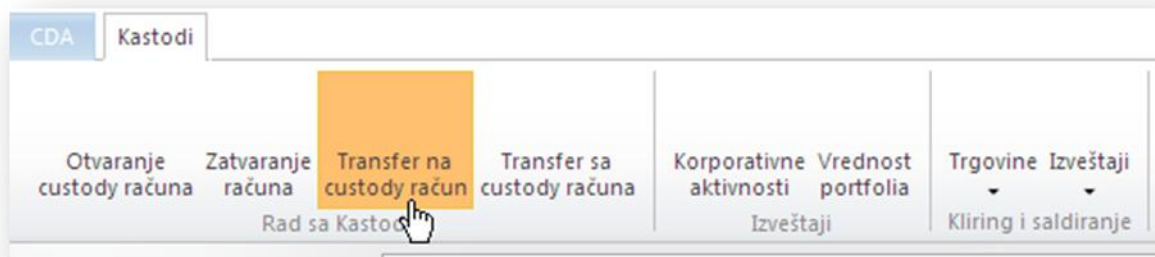 CDA Kastodi
Otvaranje Zatvaranje Transfer na Transfer sa Korporativne Vrednost Trgovine Izveštaji
custody računa računa custody račun custody računa aktivnosti portfolia
Rad sa Izveštaji Kliring i saldiranje